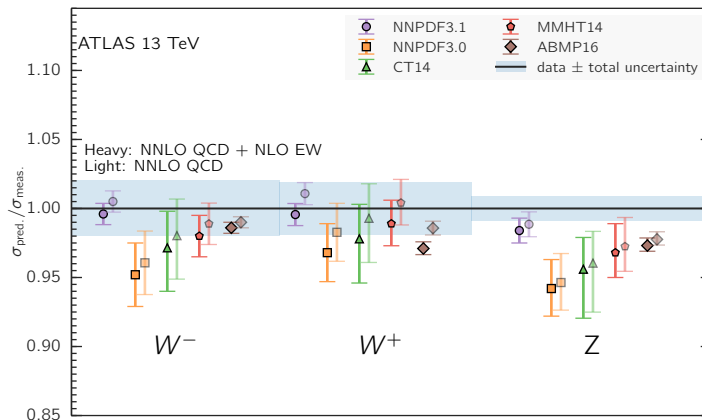 ATLAS 13 TeV
NNPDF3.1
NNPDF3.0
CT14
MMHT14
ABMP16
data ± total uncertainty
Heavy: NNLO QCD + NLO EW
Light: NNLO QCD
σpred./σmeas.
1.10
1.05
1.00
0.95
0.90
0.85
W⁻
W⁺
Z